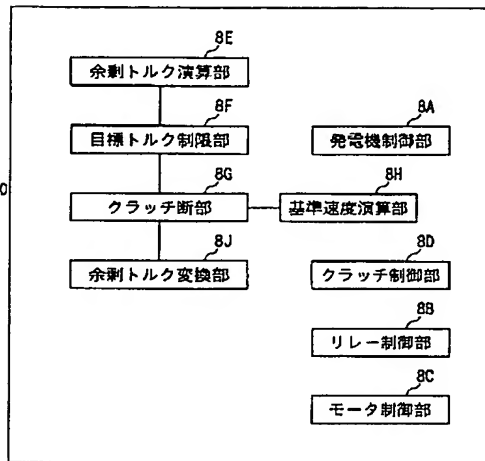 8E
余剰トルク演算部
8F
目標トルク制限部
8A
発電機制御部
8G
クラッチ断部
8H
基準速度演算部
8J
余剰トルク変換部
8D
クラッチ制御部
8B
リレー制御部
8C
モータ制御部